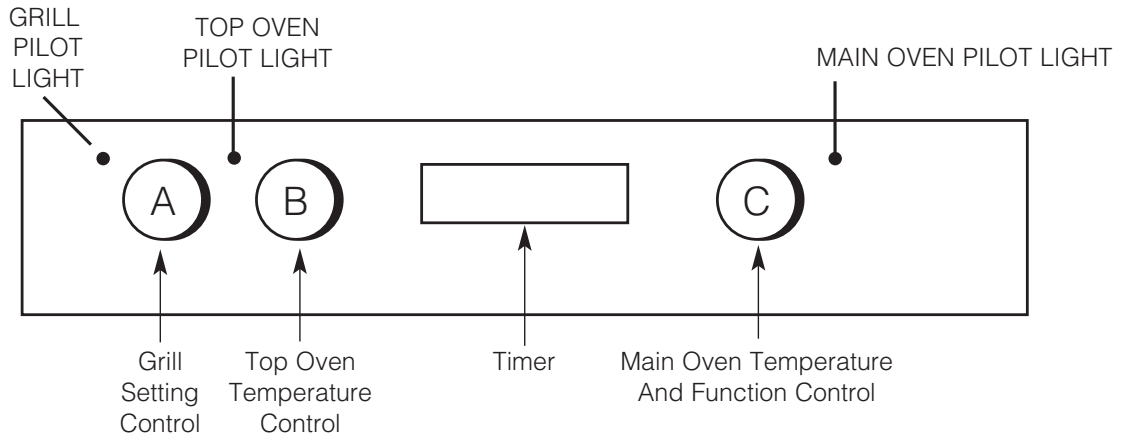 GRILL
PILOT
LIGHT
TOP OVEN
PILOT LIGHT
MAIN OVEN PILOT LIGHT
A
B
C
Grill
Setting
Control
Top Oven
Temperature
Control
Timer
Main Oven Temperature
And Function Control